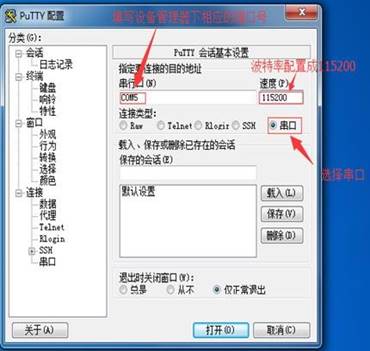 PuTTY 配置
填写设备管理器下相应的端口号
分类(G):
会话
日志记录
终端
键盘
响铃
特性
窗口
外观
行为
转换
选择
颜色
连接
数据
代理
Telnet
Rlogin
SSH
串口
PuTTY 会话基本设置
指定要连接的目的地址
串行口(N) 速度(P)
波特率配置成115200
COM5 115200
连接类型:
Raw Telnet Rlogin SSH 串口
载入、保存或删除已存在的会话
选择串口
保存的会话(E)
默认设置
载入(L)
保存(V)
删除(D)
退出时关闭窗口(W):
总是 从不 仅正常退出
关于(A) 打开(O) 取消(C)